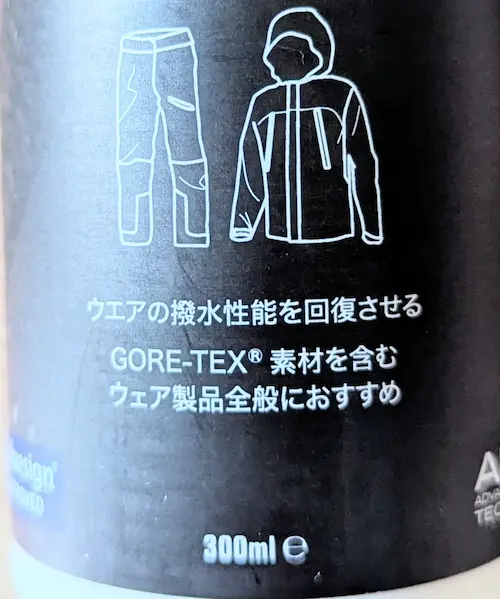 ウエアの撥水性能を回復させる
GORE-TEX® 素材を含む
ウェア製品全般におすすめ
300ml ℮